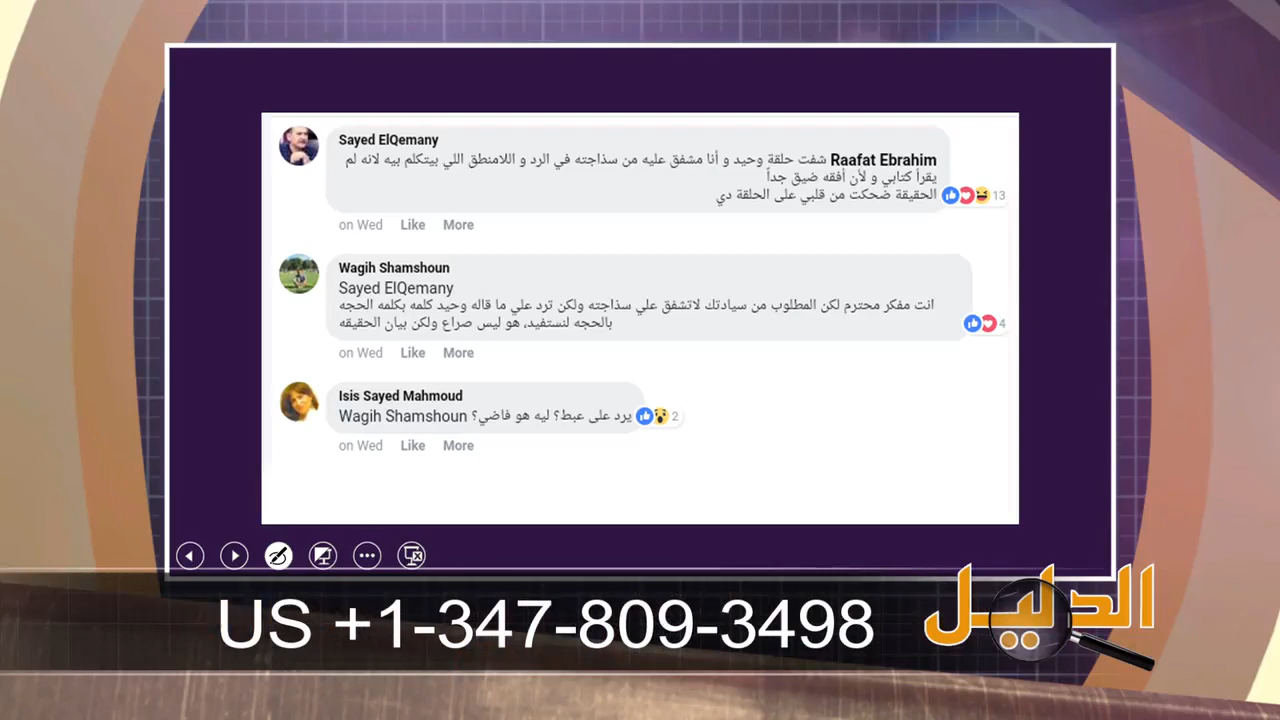 Sayed ElQemany
Raafat Ebrahim شفت حلقة وحيد و أنا مشفق عليه من سذاجته في الرد و اللامنطق اللي بيتكلم بيه لانه لم
يقرأ كتابي و لأن أفقه ضيق جداً
الحقيقة ضحكت من قلبي على الحلقة دي
13
on Wed Like More
Wagih Shamshoun
Sayed ElQemany
انت مفكر محترم لكن المطلوب من سيادتك لاتشفق علي سذاجته ولكن ترد علي ما قاله وحيد كلمه بكلمه الحجه
بالحجه لنستفيد، هو ليس صراع ولكن بيان الحقيقه
4
on Wed Like More
Isis Sayed Mahmoud
Wagih Shamshoun يرد على عبط؟ ليه هو فاضي؟
2
on Wed Like More
US +1-347-809-3498
الدليل